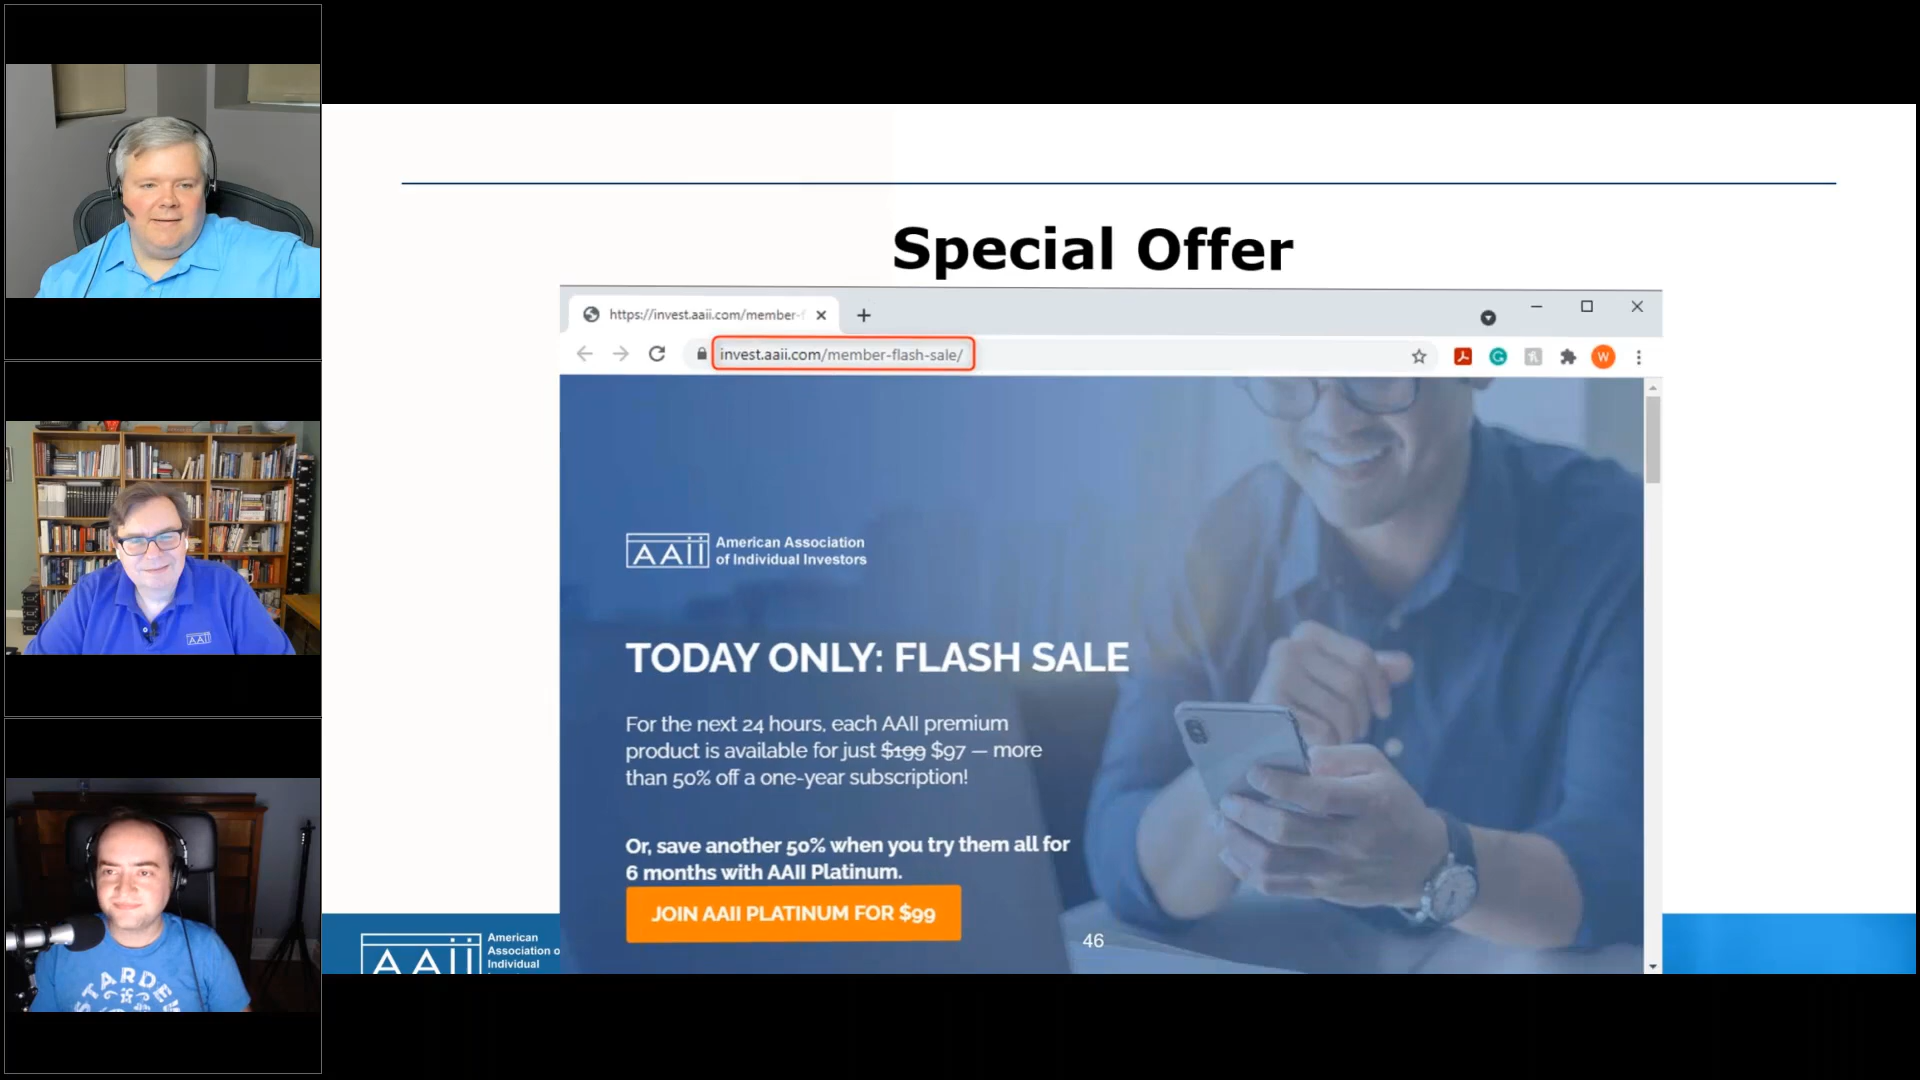 Special Offer
https://invest.aaii.com/member-f
invest.aaii.com/member-flash-sale/
W
AAII American Association
of Individual Investors
TODAY ONLY: FLASH SALE
For the next 24 hours, each AAII premium
product is available for just $199 $97 — more
than 50% off a one-year subscription!
Or, save another 50% when you try them all for
6 months with AAII Platinum.
JOIN AAII PLATINUM FOR $99
46
AAII American
Association o
Individual
AAII
STARDE